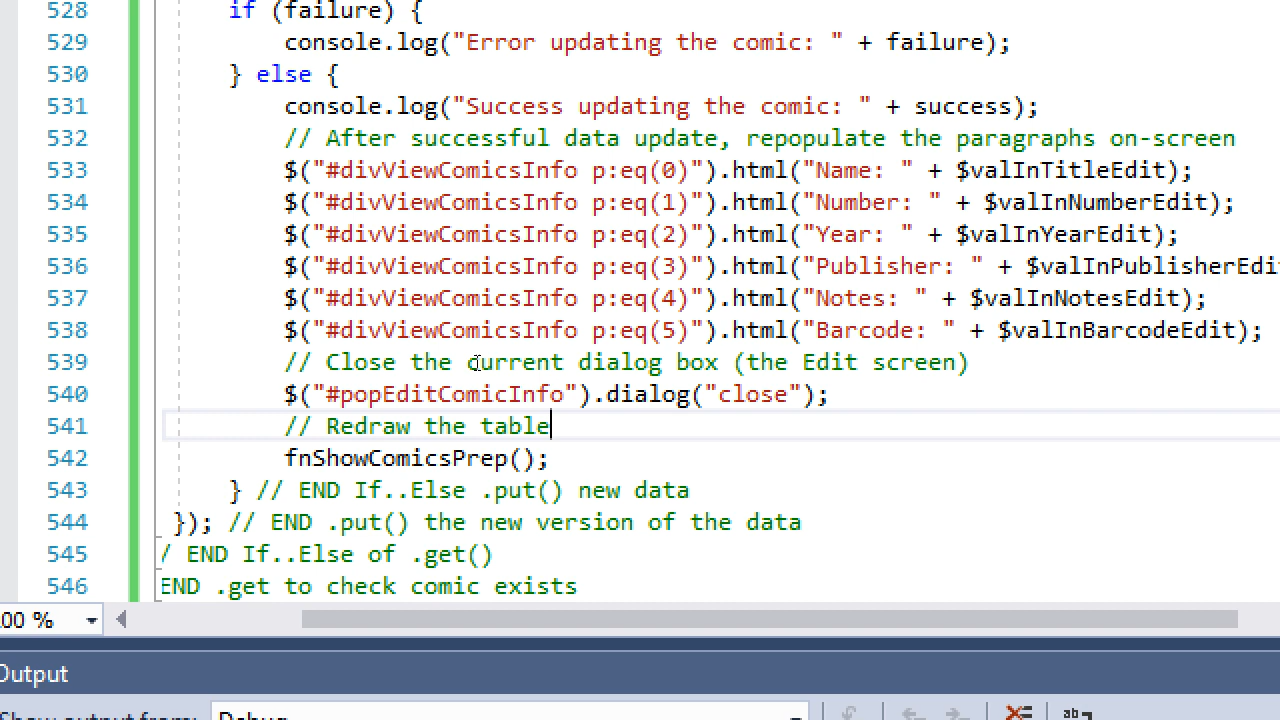 528 if (failure) {
529 console.log("Error updating the comic: " + failure);
530 } else {
531 console.log("Success updating the comic: " + success);
532 // After successful data update, repopulate the paragraphs on-screen
533 $("#divViewComicsInfo p:eq(0)").html("Name: " + $valInTitleEdit);
534 $("#divViewComicsInfo p:eq(1)").html("Number: " + $valInNumberEdit);
535 $("#divViewComicsInfo p:eq(2)").html("Year: " + $valInYearEdit);
536 $("#divViewComicsInfo p:eq(3)").html("Publisher: " + $valInPublisherEdi
537 $("#divViewComicsInfo p:eq(4)").html("Notes: " + $valInNotesEdit);
538 $("#divViewComicsInfo p:eq(5)").html("Barcode: " + $valInBarcodeEdit);
539 // Close the current dialog box (the Edit screen)
540 $("#popEditComicInfo").dialog("close");
541 // Redraw the table
542 fnShowComicsPrep();
543 } // END If..Else .put() new data
544 }); // END .put() the new version of the data
545 / END If..Else of .get()
546 END .get to check comic exists
00 %
Output
Show output from: Debug